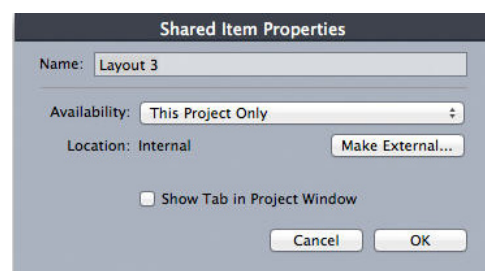 Shared Item Properties
Name: Layout 3
Availability: This Project Only
Location: Internal Make External...
Show Tab in Project Window
Cancel OK